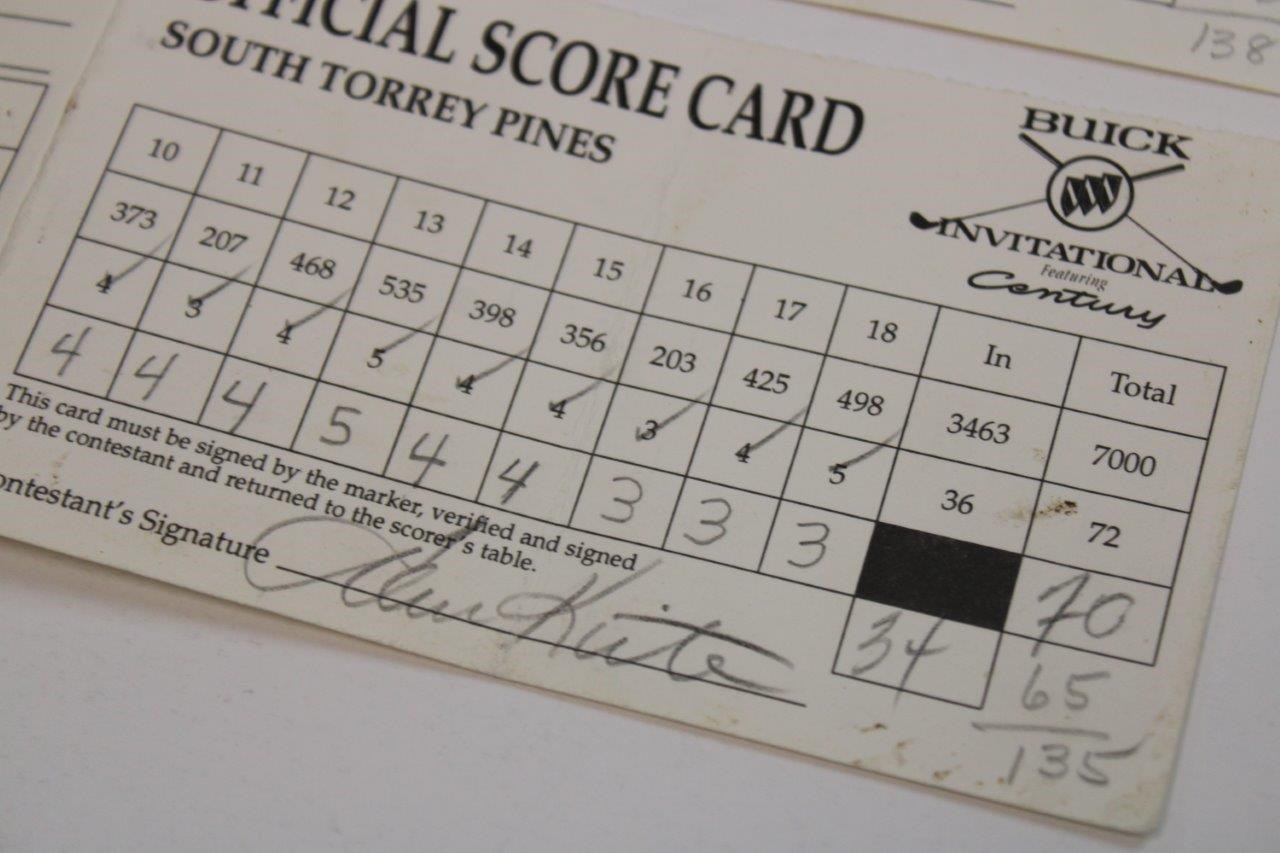 138
OFFICIAL SCORE CARD
SOUTH TORREY PINES
BUICK
INVITATIONAL
Featuring
Century
10 11 12 13 14 15 16 17 18 In Total
373 207 468 535 398 356 203 425 498 3463 7000
4 3 4 5 4 4 3 4 5 36 72
4 4 4 5 4 4 3 3 3 70
34
65
135
This card must be signed by the marker, verified and signed
by the contestant and returned to the scorer's table.
Contestant's Signature Tom Kite